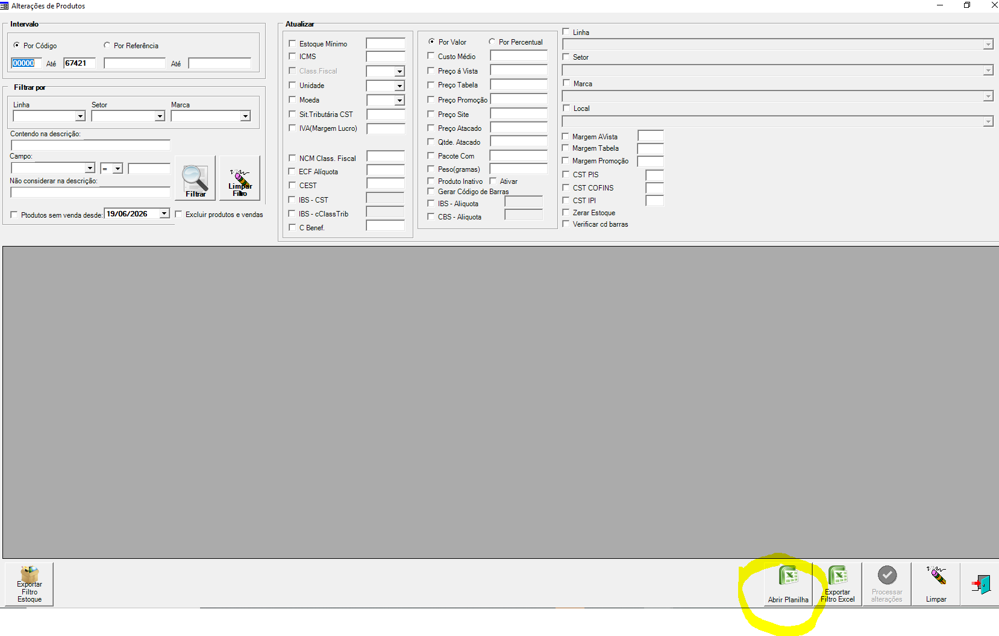 Alterações de Produtos
Intervalo
Por Código
Por Referência
00000 Até 67421
Até
Filtrar por
Linha
Setor
Marca
Contendo na descrição:
Campo:
=
Não considerar na descrição:
Filtrar
Limpar
Filtro
Ptodutos sem venda desde: 19/06/2026
Excluir produtos e vendas
Atualizar
Estoque Mínimo
ICMS
Class.Fiscal
Unidade
Moeda
Sit.Tributária CST
IVA(Margem Lucro)
NCM Class. Fiscal
ECF Alíquota
CEST
IBS - CST
IBS - cClassTrib
C Benef.
Por Valor
Por Percentual
Custo Médio
Preço á Vista
Preço Tabela
Preço Promoção
Preço Site
Preço Atacado
Qtde. Atacado
Pacote Com
Peso(gramas)
Produto Inativo
Ativar
Gerar Código de Barras
IBS - Aliquota
CBS - Aliquota
Linha
Setor
Marca
Local
Margem AVista
Margem Tabela
Margem Promoção
CST PIS
CST COFINS
CST IPI
Zerar Estoque
Verificar cd barras
Exportar
Filtro
Estoque
Abrir Planilha
Exportar
Filtro Excel
Processar
alterações
Limpar